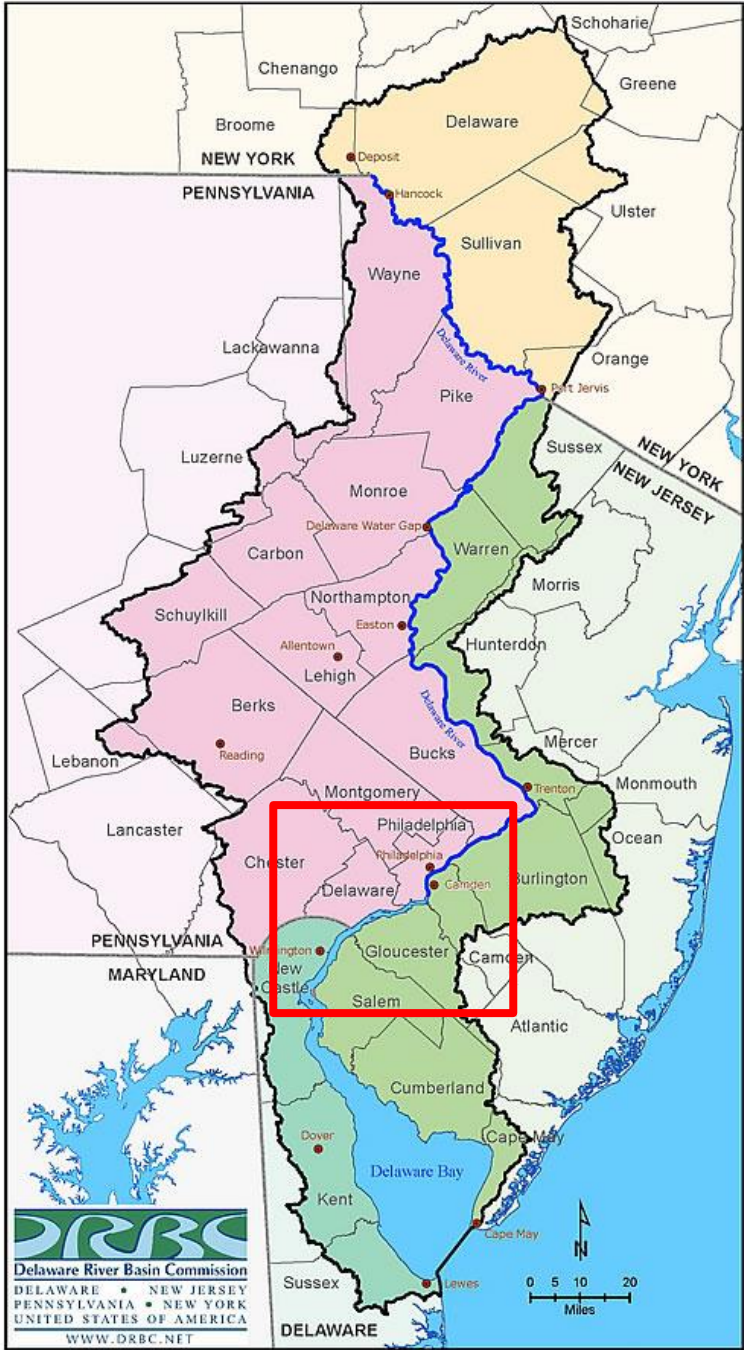 Schoharie
Chenango
Greene
Delaware
Broome
Deposit
NEW YORK
PENNSYLVANIA
Hancock
Ulster
Sullivan
Wayne
Delaware River
Lackawanna
Orange
Port Jervis
Pike
Sussex
NEW YORK
NEW JERSEY
Luzerne
Monroe
Delaware Water Gap
Warren
Carbon
Morris
Northampton
Schuylkill
Easton
Hunterdon
Allentown
Lehigh
Berks
Delaware River
Mercer
Bucks
Reading
Lebanon
Trenton
Monmouth
Montgomery
Lancaster
Philadelphia
Ocean
Chester
Philadelphia
Delaware
Camden
Burlington
PENNSYLVANIA
MARYLAND
Wilmington
Gloucester
Camden
New
Castle
Salem
Atlantic
Cumberland
Dover
Cape May
Delaware Bay
Kent
Cape May
N
DRBC
Delaware River Basin Commission
DELAWARE • NEW JERSEY
PENNSYLVANIA • NEW YORK
UNITED STATES OF AMERICA
WWW.DRBC.NET
Sussex
Lewes
0 5 10 20
Miles
DELAWARE